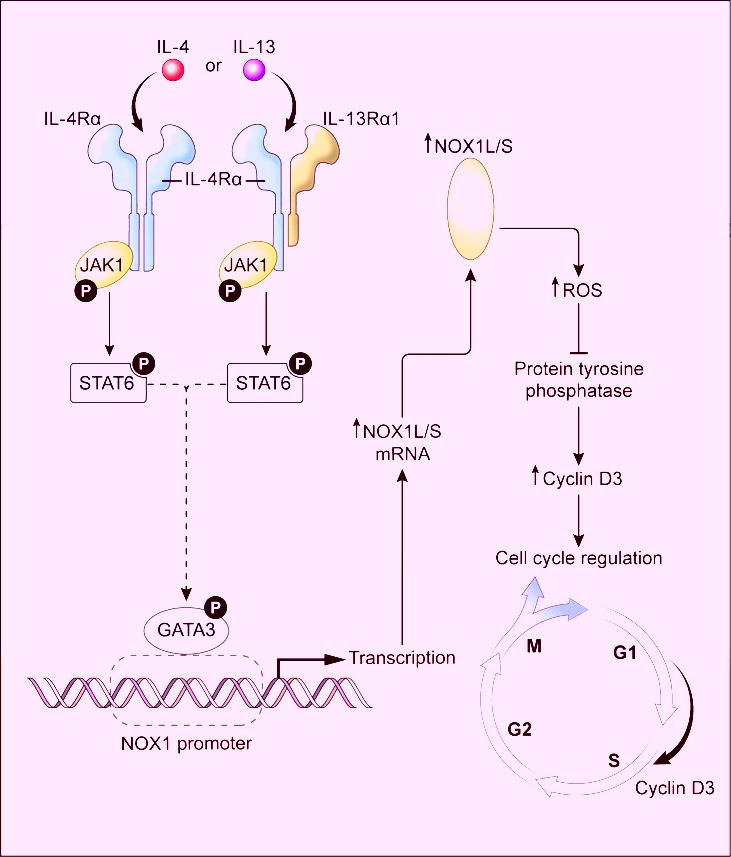 IL-4
or
IL-13
IL-4Rα
IL-13Rα1
IL-4Rα
JAK1
P
JAK1
P
STAT6
P
STAT6
P
GATA3
P
NOX1 promoter
Transcription
↑NOX1L/S
mRNA
↑NOX1L/S
↑ROS
Protein tyrosine
phosphatase
↑Cyclin D3
Cell cycle regulation
M
G1
G2
S
Cyclin D3